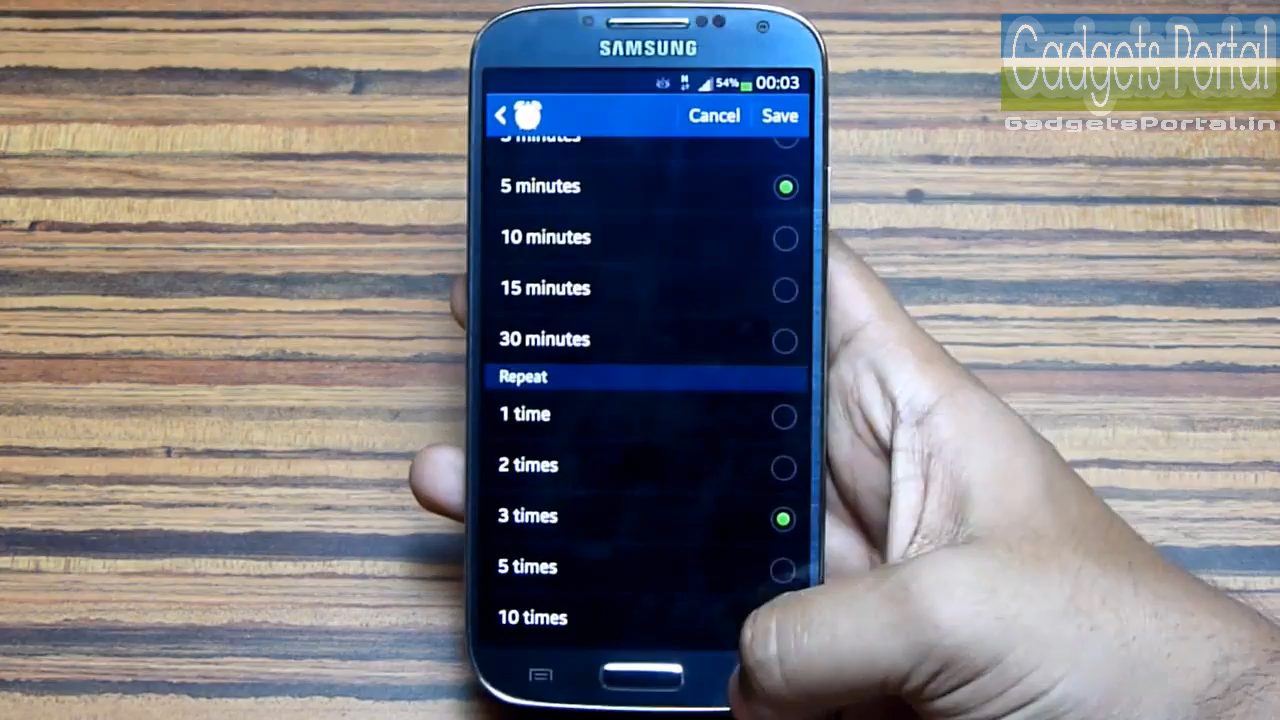 Gadgets Portal
GadgetsPortal.in
SAMSUNG
54% 00:03
Cancel Save
5 minutes
10 minutes
15 minutes
30 minutes
Repeat
1 time
2 times
3 times
5 times
10 times